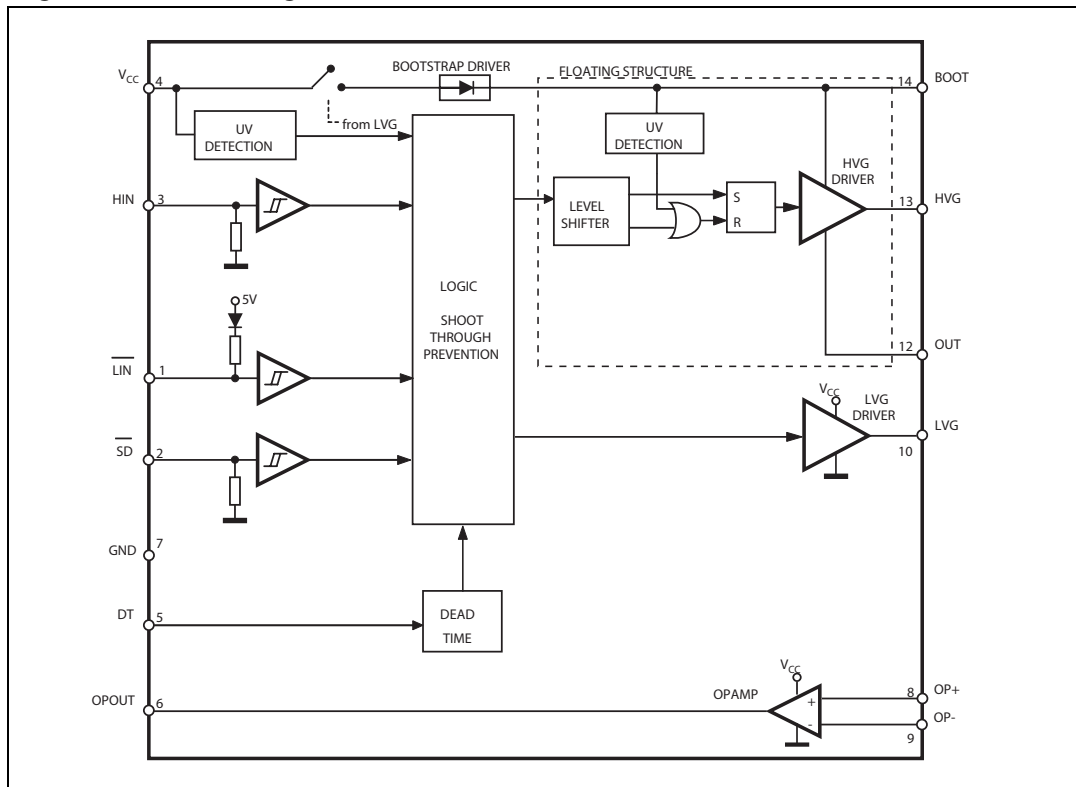 BOOTSTRAP DRIVER
FLOATING STRUCTURE
VCC
4
14
BOOT
from LVG
UV
DETECTION
UV
DETECTION
HVG
DRIVER
HIN
3
LEVEL
SHIFTER
S
R
13
HVG
LOGIC
SHOOT
THROUGH
PREVENTION
5V
LIN
1
12
OUT
VCC
LVG
DRIVER
SD
2
10
LVG
GND
7
DT
5
DEAD
TIME
VCC
OPAMP
OPOUT
6
+
-
8
OP+
9
OP-